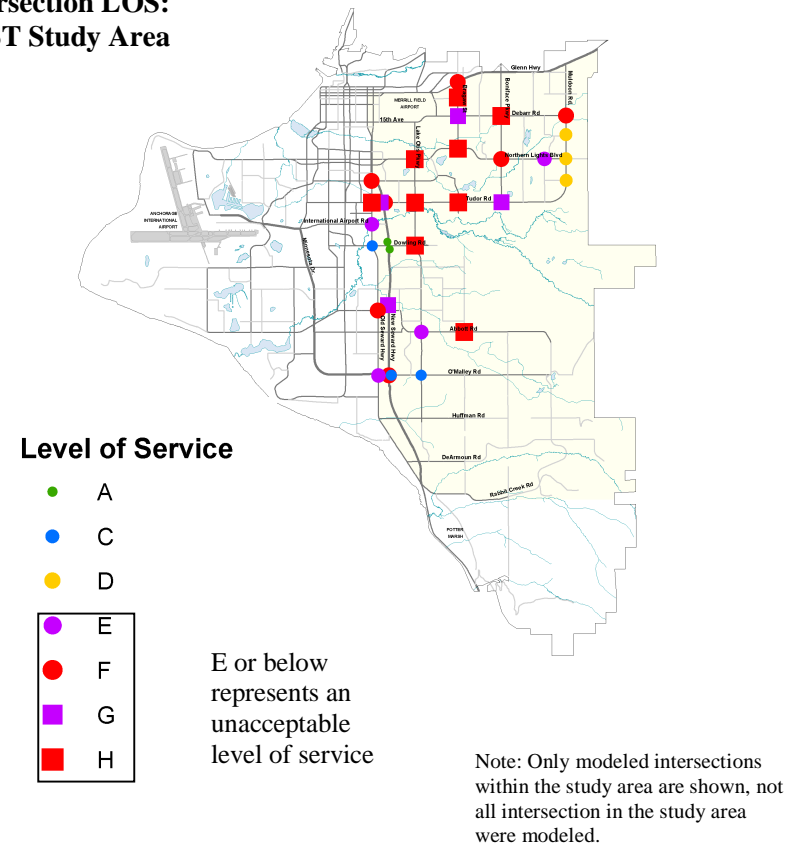 rsection LOS:
ST Study Area
Glenn Hwy
Muldoon Rd.
MERRILL FIELD
AIRPORT
Debarr Rd
15th Ave
Lake Otis Pkwy
Northern Lights Blvd
Tudor Rd
ANCHORAGE
INTERNATIONAL
AIRPORT
International Airport Rd
Minnesota Dr
Dowling Rd
Old Seward Hwy
New Seward Hwy
Abbott Rd
O'Malley Rd
Huffman Rd
DeArmoun Rd
Rabbit Creek Rd
POTTER
MARSH
Level of Service
A
C
D
E
F
G
H
E or below
represents an
unacceptable
level of service
Note: Only modeled intersections
within the study area are shown, not
all intersection in the study area
were modeled.